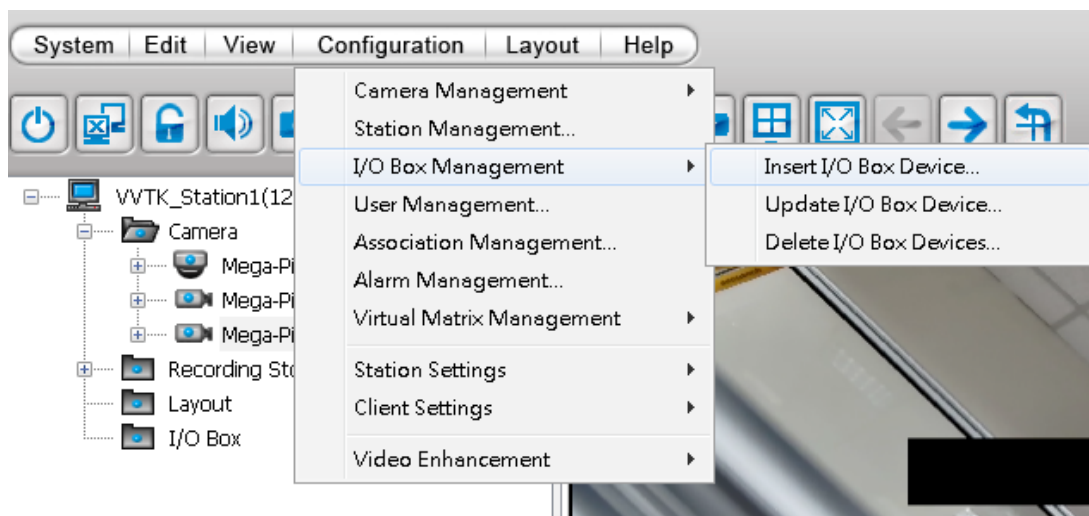 System Edit View Configuration Layout Help
Camera Management
Station Management...
I/O Box Management
User Management...
Association Management...
Alarm Management...
Virtual Matrix Management
Station Settings
Client Settings
Video Enhancement
Insert I/O Box Device...
Update I/O Box Device...
Delete I/O Box Devices...
VVTK_Station1(12
Camera
Mega-Pi
Mega-Pi
Mega-Pi
Recording Sto
Layout
I/O Box